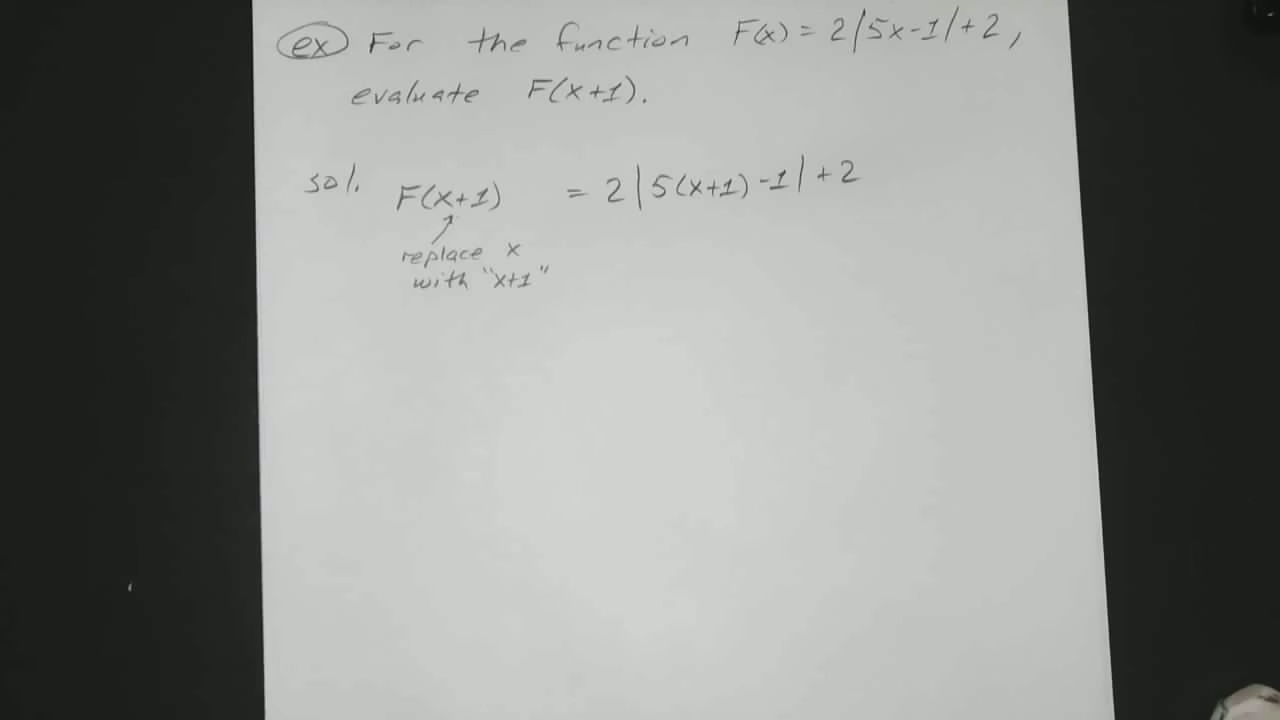 ex For the function F(x) = 2|5x-1|+2,
evaluate F(x+1).
sol. F(x+1) = 2|5(x+1)-1|+2
replace x
with "x+1"